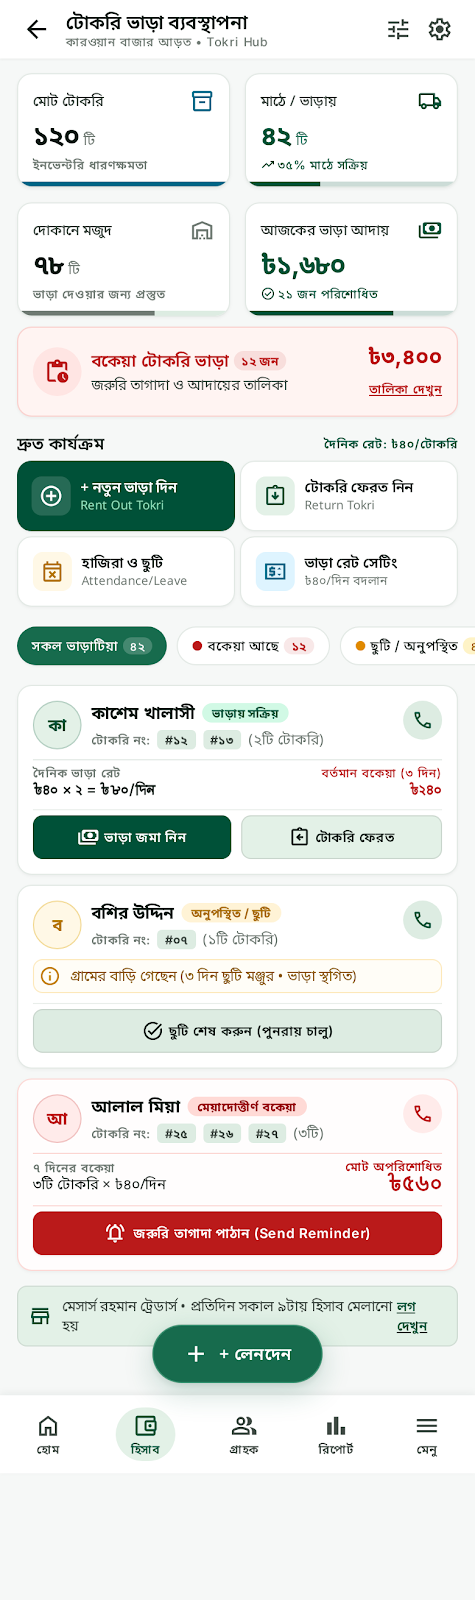 টোকরি ভাড়া ব্যবস্থাপনা
কারওয়ান বাজার আড়ত • Tokri Hub
মোট টোকরি
১২০ টি
ইনভেন্টরি ধারণক্ষমতা
মাঠে / ভাড়ায়
৪২ টি
৩৫% মাঠে সক্রিয়
দোকানে মজুদ
৭৮ টি
ভাড়া দেওয়ার জন্য প্রস্তুত
আজকের ভাড়া আদায়
৳১,৬৮০
২১ জন পরিশোধিত
বকেয়া টোকরি ভাড়া ১২ জন
জরুরি তাগাদা ও আদায়ের তালিকা
৳৩,৪০০
তালিকা দেখুন
দ্রুত কার্যক্রম
দৈনিক রেট: ৳৪০/টোকরি
+ নতুন ভাড়া দিন
Rent Out Tokri
টোকরি ফেরত নিন
Return Tokri
হাজিরা ও ছুটি
Attendance/Leave
ভাড়া রেট সেটিং
৳৪০/দিন বদলান
সকল ভাড়াটিয়া ৪২
বকেয়া আছে ১২
ছুটি / অনুপস্থিত
কা
কাশেম খালাসী ভাড়ায় সক্রিয়
টোকরি নং: #১২ #১৩ (২টি টোকরি)
দৈনিক ভাড়া রেট
৳৪০ × ২ = ৳৮০/দিন
বর্তমান বকেয়া (৩ দিন)
৳২৪০
ভাড়া জমা নিন
টোকরি ফেরত
ব
বশির উদ্দিন অনুপস্থিত / ছুটি
টোকরি নং: #০৭ (১টি টোকরি)
গ্রামের বাড়ি গেছেন (৩ দিন ছুটি মঞ্জুর • ভাড়া স্থগিত)
ছুটি শেষ করুন (পুনরায় চালু)
আ
আলাল মিয়া মেয়াদোত্তীর্ণ বকেয়া
টোকরি নং: #২৫ #২৬ #২৭ (৩টি)
৭ দিনের বকেয়া
৩টি টোকরি × ৳৪০/দিন
মোট অপরিশোধিত
৳৫৬০
জরুরি তাগাদা পাঠান (Send Reminder)
মেসার্স রহমান ট্রেডার্স • প্রতিদিন সকাল ৯টায় হিসাব মেলানো
হয়
লগ
দেখুন
+ লেনদেন
হোম
হিসাব
গ্রাহক
রিপোর্ট
মেনু